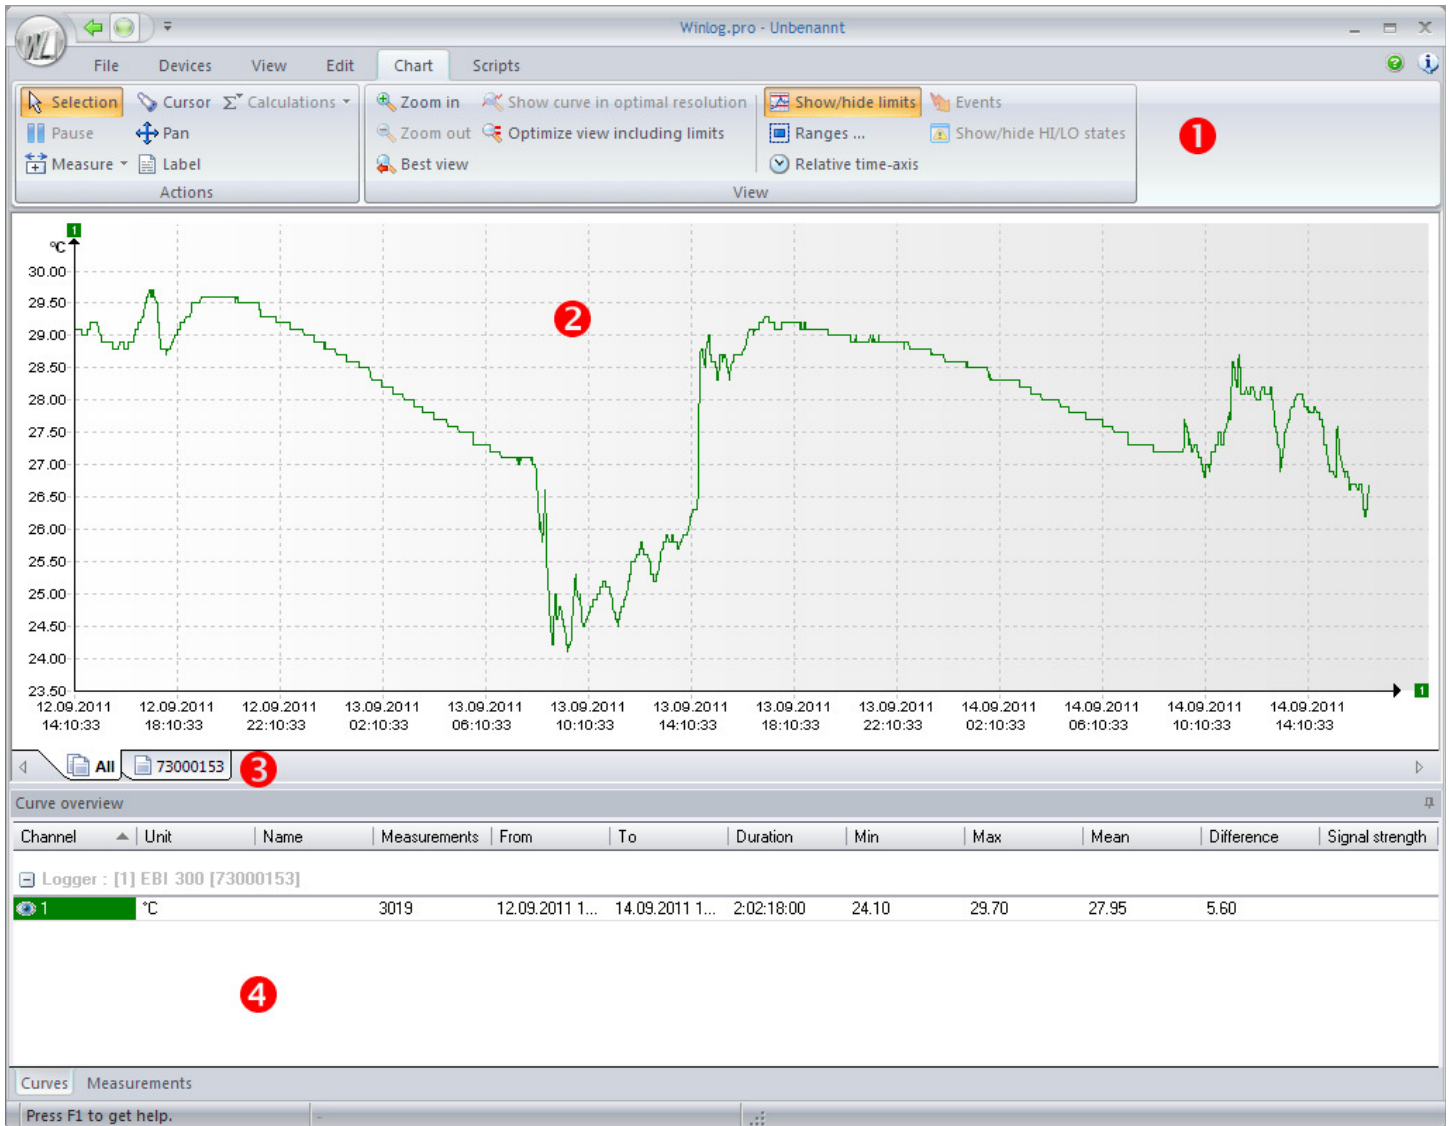 Winlog.pro - Unbenannt
WL
File Devices View Edit Chart Scripts
Selection Cursor Σ Calculations Zoom in Show curve in optimal resolution Show/hide limits Events
Pause Pan Zoom out Optimize view including limits Ranges ... Show/hide HI/LO states
Measure Label Best view Relative time-axis
Actions View
1
1
°C
30.00
29.50
2
29.00
28.50
28.00
27.50
27.00
26.50
26.00
25.50
25.00
24.50
24.00
23.50
1
12.09.2011 12.09.2011 12.09.2011 13.09.2011 13.09.2011 13.09.2011 13.09.2011 13.09.2011 13.09.2011 14.09.2011 14.09.2011 14.09.2011 14.09.2011
14:10:33 18:10:33 22:10:33 02:10:33 06:10:33 10:10:33 14:10:33 18:10:33 22:10:33 02:10:33 06:10:33 10:10:33 14:10:33
All 73000153 3
Curve overview
Channel Unit Name Measurements From To Duration Min Max Mean Difference Signal strength
Logger : [1] EBI 300 [73000153]
1 °C 3019 12.09.2011 1... 14.09.2011 1... 2:02:18:00 24.10 29.70 27.95 5.60
4
Curves Measurements
Press F1 to get help. -